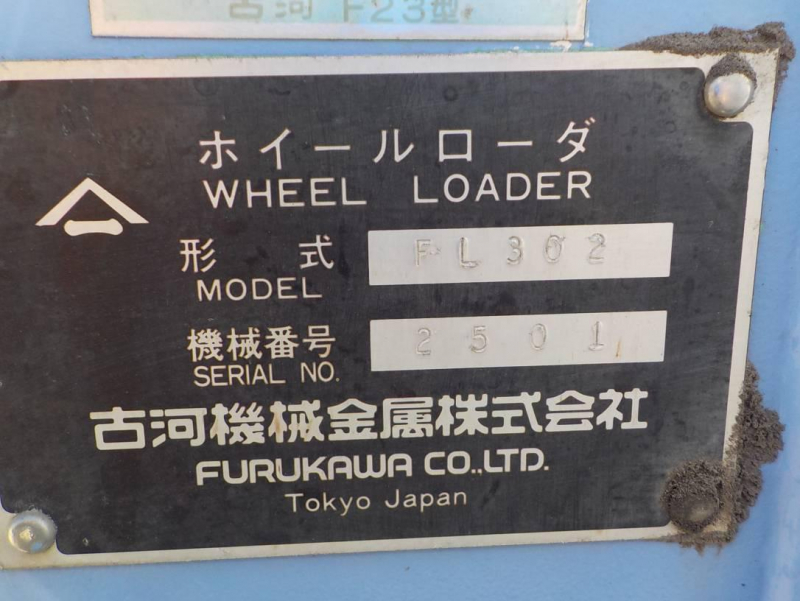 古河 F23型
ホイールローダ
WHEEL LOADER
形式 FL302
MODEL
機械番号 2501
SERIAL NO.
古河機械金属株式会社
FURUKAWA CO.,LTD.
Tokyo Japan